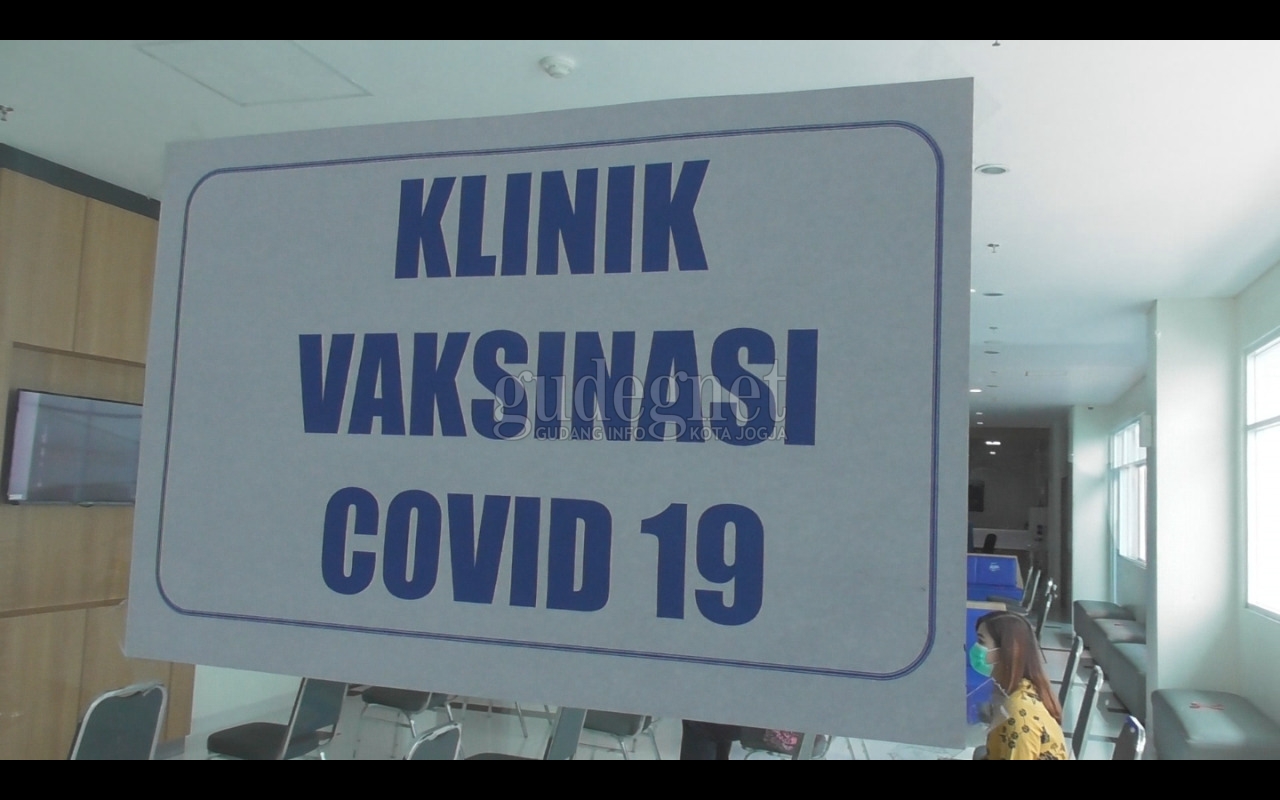 KLINIK
VAKSINASI
gudegnet
GUDANG INFO KOTA JOGJA
COVID 19